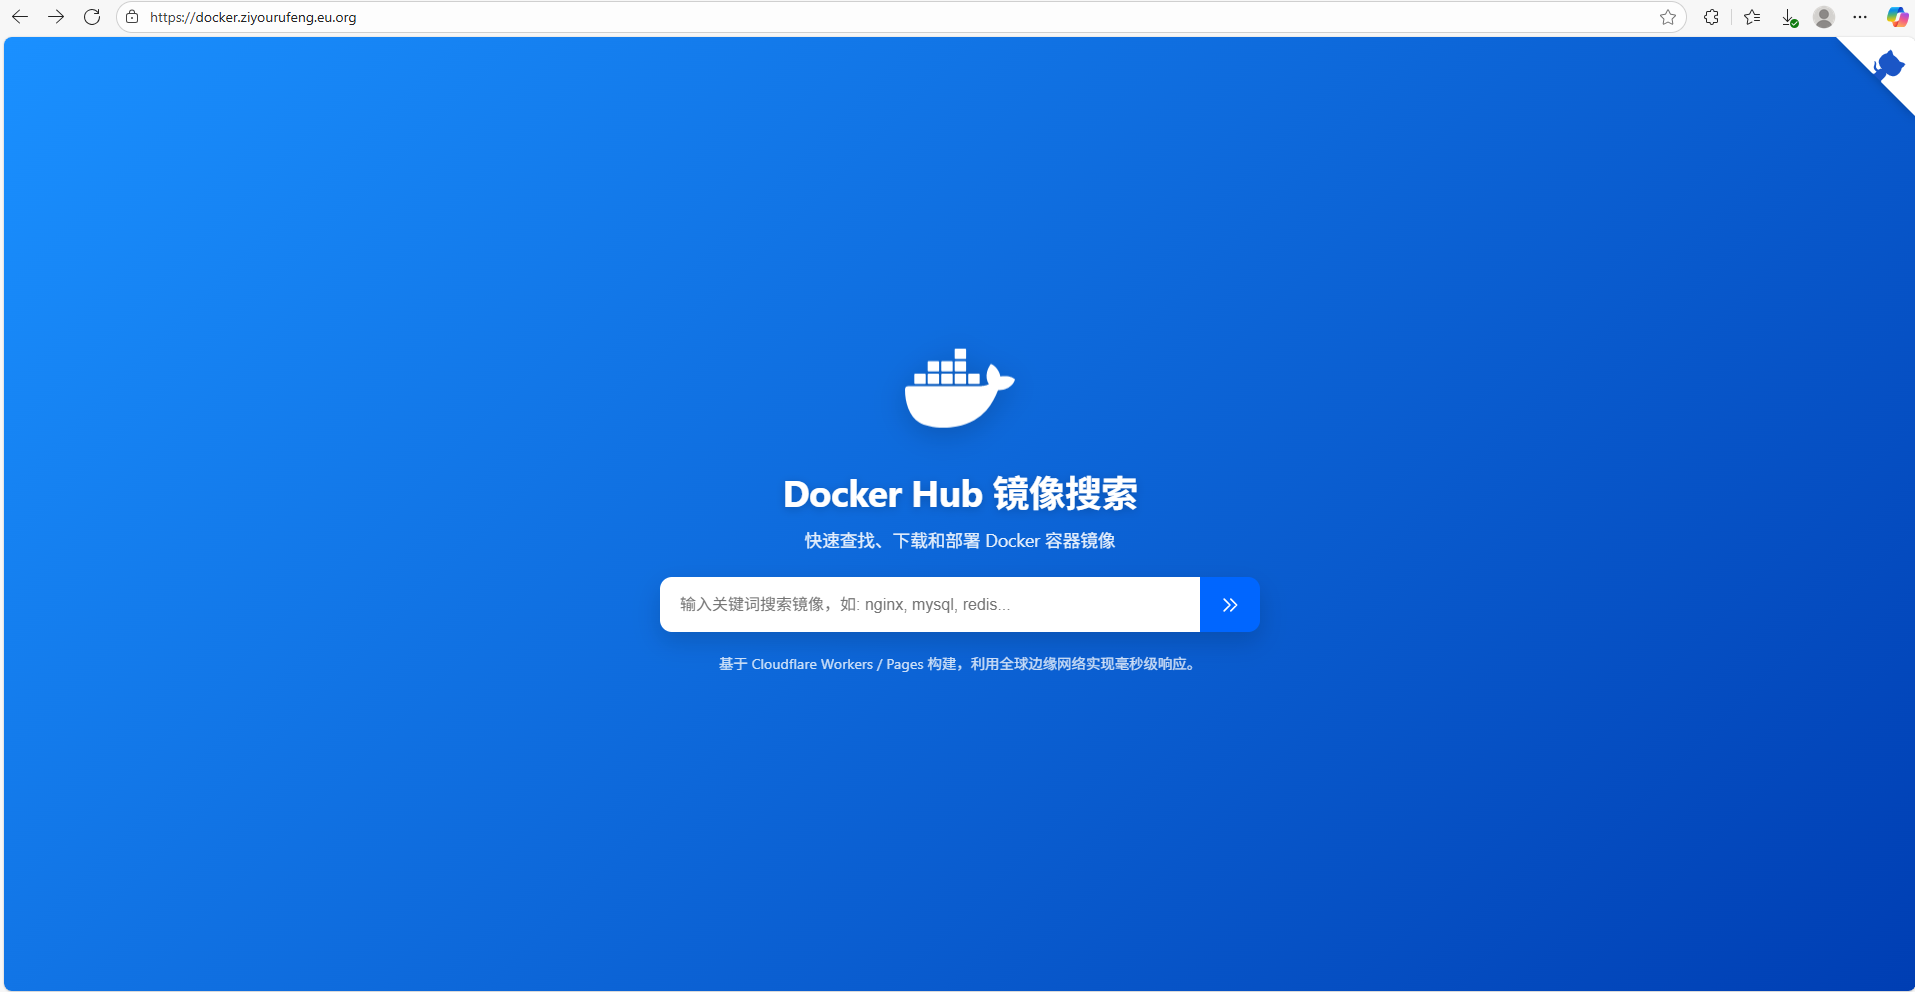 https://docker.ziyourufeng.eu.org
Docker Hub 镜像搜索
快速查找、下载和部署 Docker 容器镜像
输入关键词搜索镜像，如: nginx, mysql, redis...
基于 Cloudflare Workers / Pages 构建，利用全球边缘网络实现毫秒级响应。